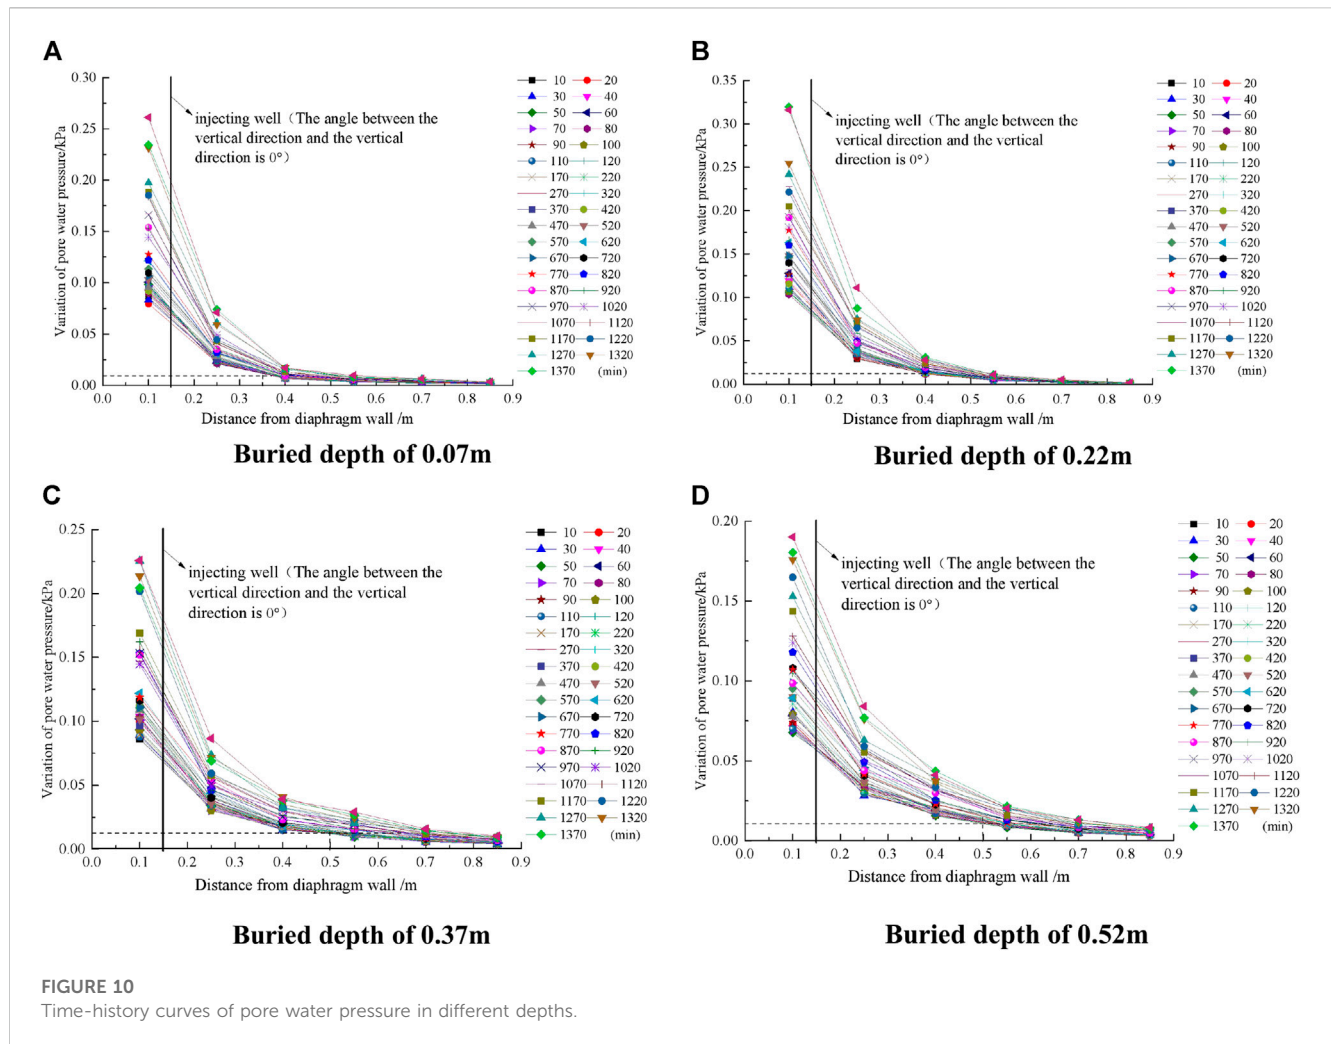 A
0.30
0.25
0.20
0.15
0.10
0.05
0.00
Variation of pore water pressure/kPa
injecting well（The angle between the
vertical direction and the vertical
direction is 0°）
10 20
30 40
50 60
70 80
90 100
110 120
170 220
270 320
370 420
470 520
570 620
670 720
770 820
870 920
970 1020
1070 1120
1170 1220
1270 1320
1370 (min)
0.0 0.1 0.2 0.3 0.4 0.5 0.6 0.7 0.8 0.9
Distance from diaphragm wall /m
Buried depth of 0.07m
B
0.35
0.30
0.25
0.20
0.15
0.10
0.05
0.00
Variation of pore water pressure/kPa
injecting well（The angle between the
vertical direction and the vertical
direction is 0°）
10 20
30 40
50 60
70 80
90 100
110 120
170 220
270 320
370 420
470 520
570 620
670 720
770 820
870 920
970 1020
1070 1120
1170 1220
1270 1320
1370 (min)
0.0 0.1 0.2 0.3 0.4 0.5 0.6 0.7 0.8 0.9
Distance from diaphragm wall /m
Buried depth of 0.22m
C
0.25
0.20
0.15
0.10
0.05
0.00
Variation of pore water pressure/kPa
injecting well（The angle between the
vertical direction and the vertical
direction is 0°）
10 20
30 40
50 60
70 80
90 100
110 120
170 220
270 320
370 420
470 520
570 620
670 720
770 820
870 920
970 1020
1070 1120
1170 1220
1270 1320
1370 (min)
0.0 0.1 0.2 0.3 0.4 0.5 0.6 0.7 0.8 0.9
Distance from diaphragm wall /m
Buried depth of 0.37m
D
0.20
0.15
0.10
0.05
0.00
Variation of pore water pressure/kPa
injecting well（The angle between the
vertical direction and the vertical
direction is 0°）
10 20
30 40
50 60
70 80
90 100
110 120
170 220
270 320
370 420
470 520
570 620
670 720
770 820
870 920
970 1020
1070 1120
1170 1220
1270 1320
1370 (min)
0.0 0.1 0.2 0.3 0.4 0.5 0.6 0.7 0.8 0.9
Distance from diaphragm wall /m
Buried depth of 0.52m
FIGURE 10
Time-history curves of pore water pressure in different depths.